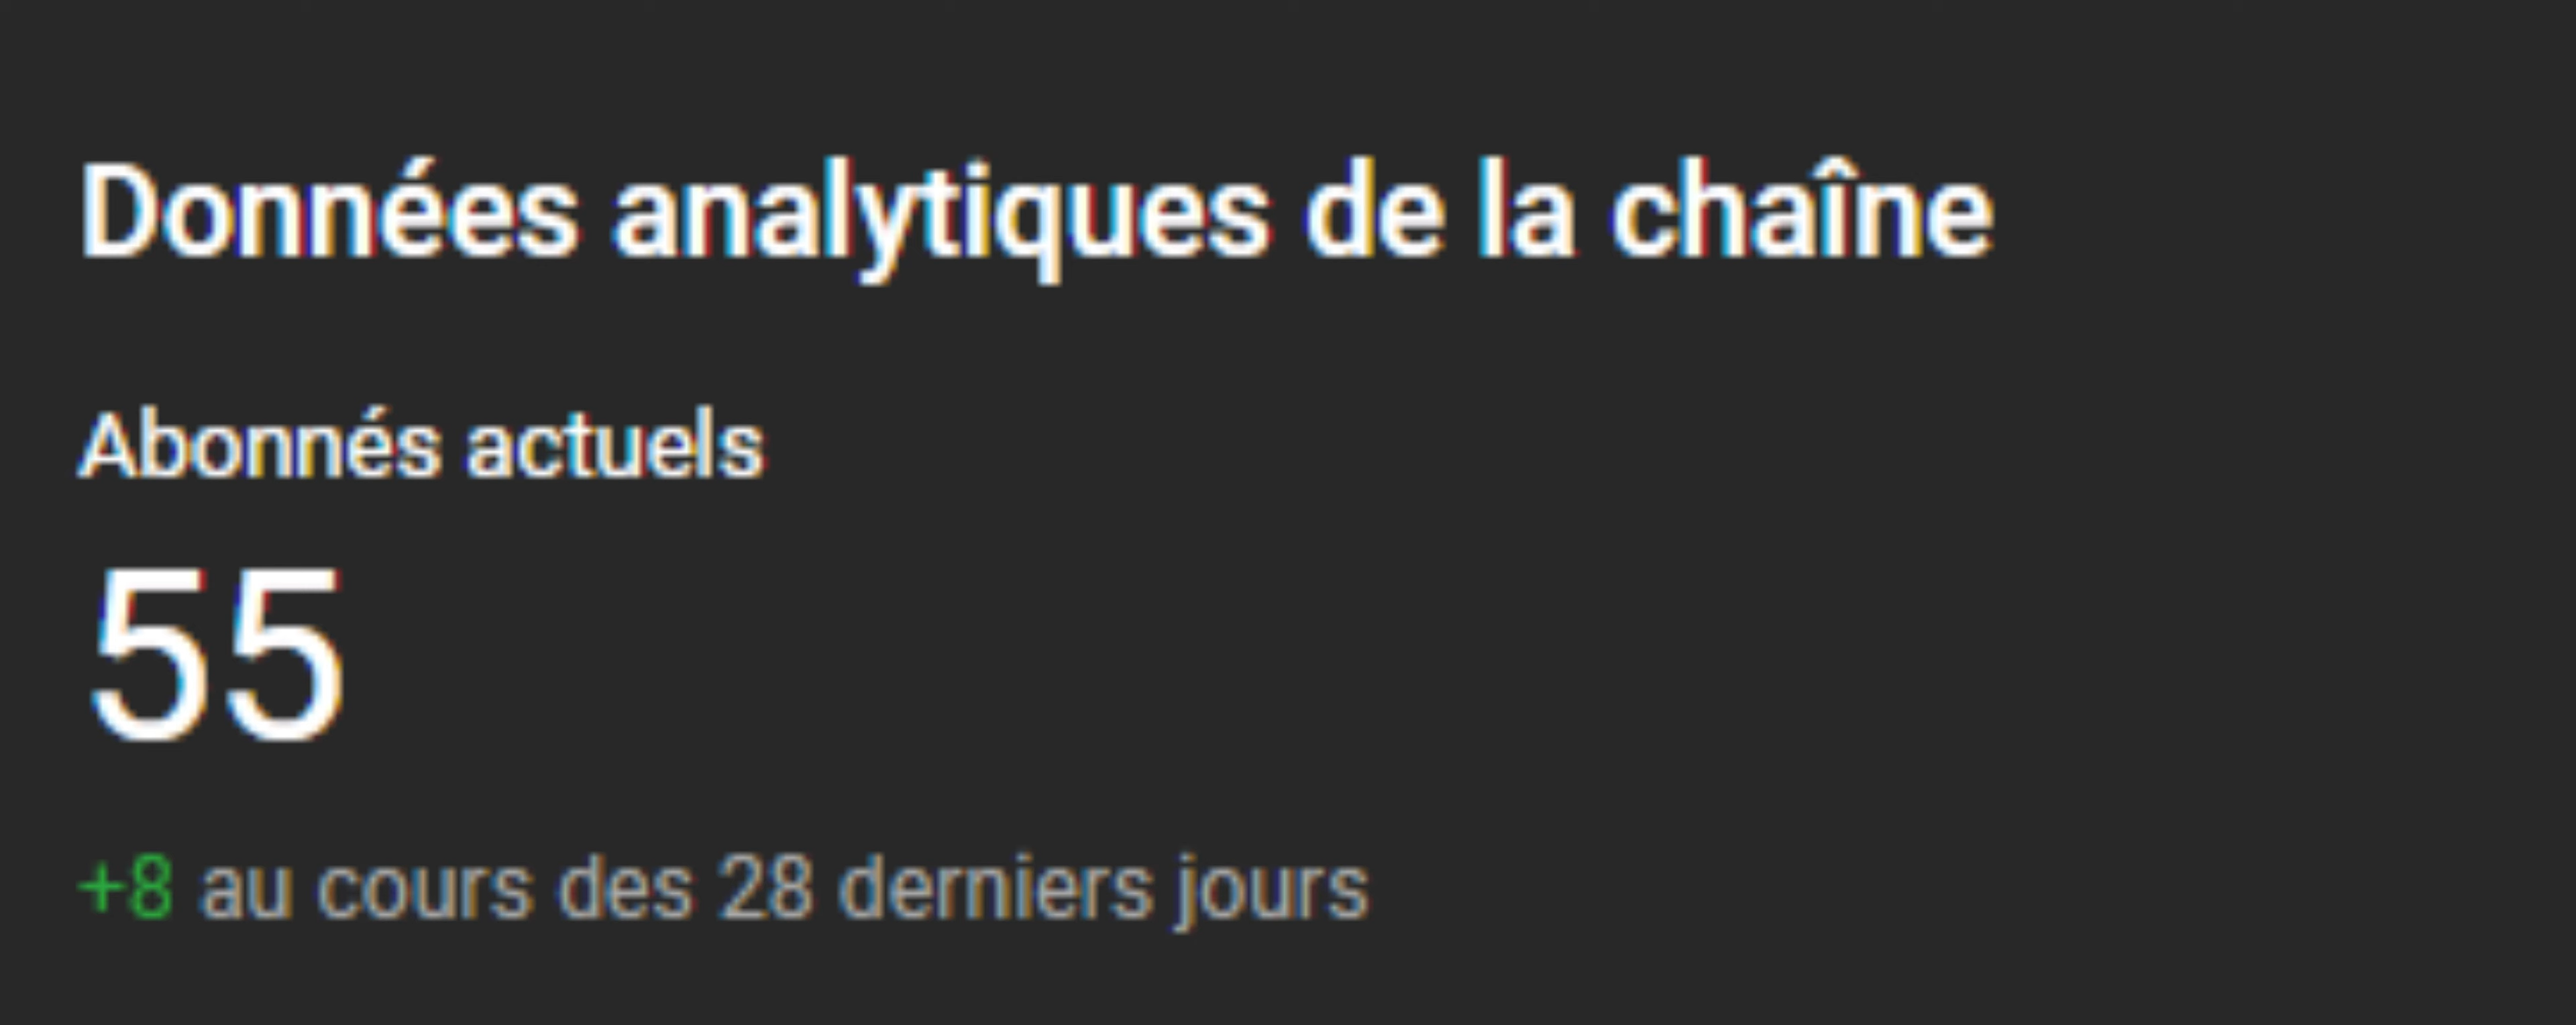 Données analytiques de la chaîne
Abonnés actuels
55
+8 au cours des 28 derniers jours